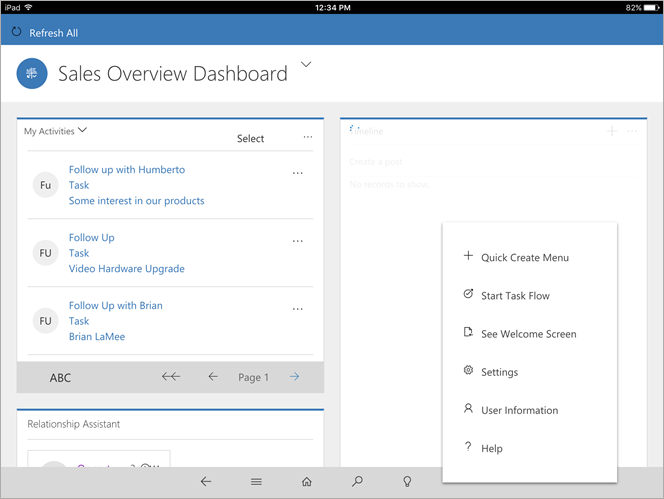 iPad
12:34 PM
82%
Refresh All
Sales Overview Dashboard
My Activities
Select
Fu
Follow up with Humberto
Task
Some interest in our products
FU
Follow Up
Task
Video Hardware Upgrade
FU
Follow Up with Brian
Task
Brian LaMee
ABC
Page 1
Relationship Assistant
Timeline
Create a post
No records to show
Quick Create Menu
Start Task Flow
See Welcome Screen
Settings
User Information
Help